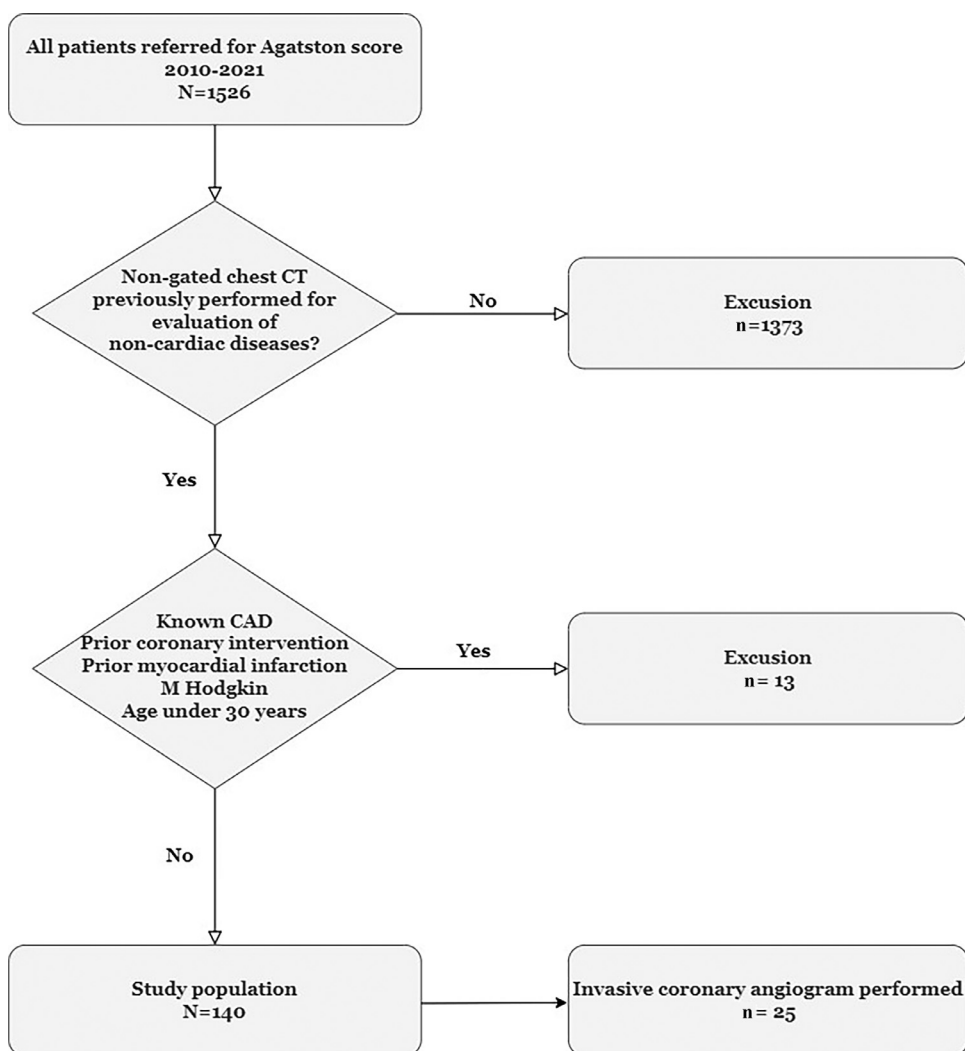 All patients referred for Agatston score
2010-2021
N=1526
Non-gated chest CT
previously performed for
evaluation of
non-cardiac diseases?
No
Excusion
n=1373
Yes
Known CAD
Prior coronary intervention
Prior myocardial infarction
M Hodgkin
Age under 30 years
Yes
Excusion
n= 13
No
Study population
N=140
Invasive coronary angiogram performed
n= 25